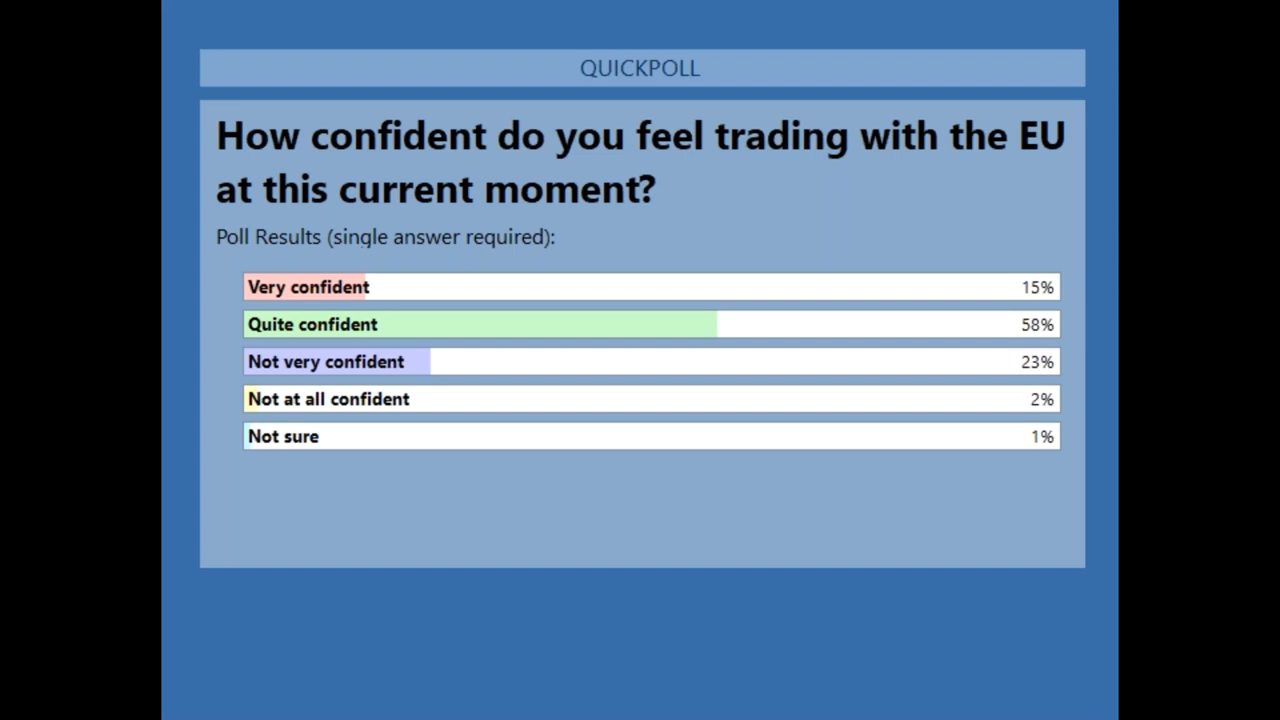 QUICKPOLL
How confident do you feel trading with the EU
at this current moment?
Poll Results (single answer required):
Very confident 15%
Quite confident 58%
Not very confident 23%
Not at all confident 2%
Not sure 1%